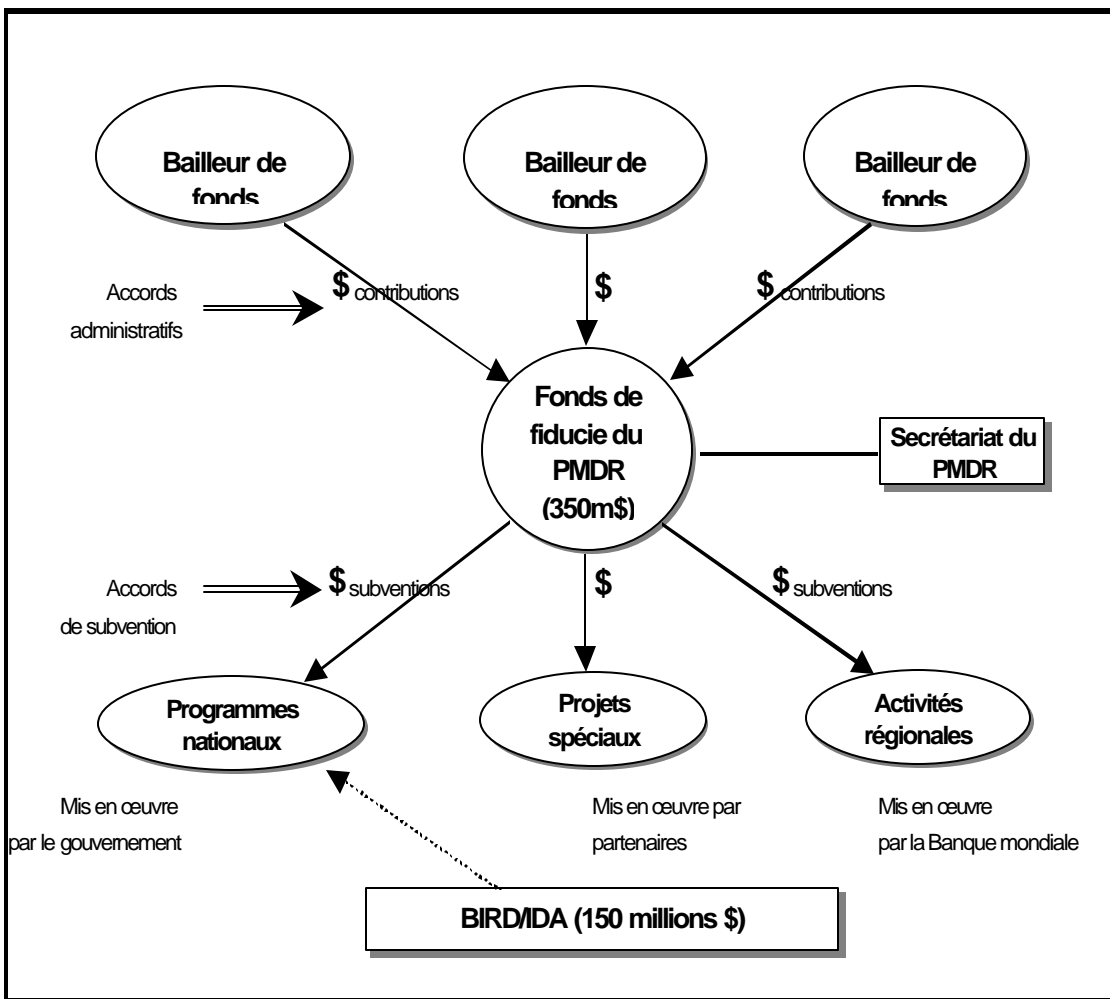 Bailleur de
fonds
Bailleur de
fonds
Bailleur de
fonds
Accords
administratifs
$ contributions
$
$ contributions
Fonds de
fiducie du
PMDR
(350m$)
Secrétariat du
PMDR
Accords
de subvention
$ subventions
$
$ subventions
Programmes
nationaux
Projets
spéciaux
Activités
régionales
Mis en œuvre
par le gouvernement
Mis en œuvre par
partenaires
Mis en œuvre
par la Banque mondiale
BIRD/IDA (150 millions $)